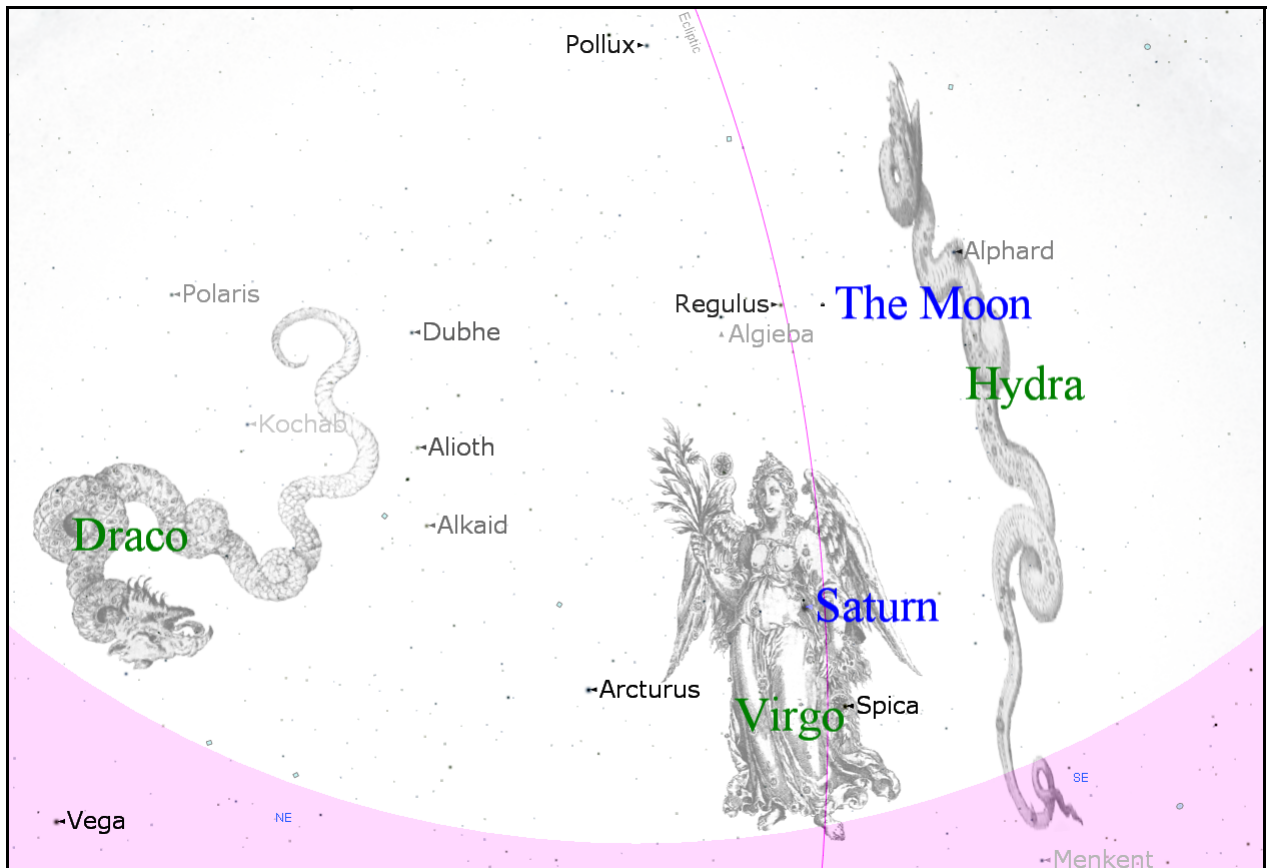 Pollux
Ecliptic
Alphard
Polaris
Regulus
The Moon
Dubhe
Algieba
Hydra
Kochab
Alioth
Alkaid
Draco
Saturn
Arcturus
Virgo
Spica
SE
NE
Vega
Menkent